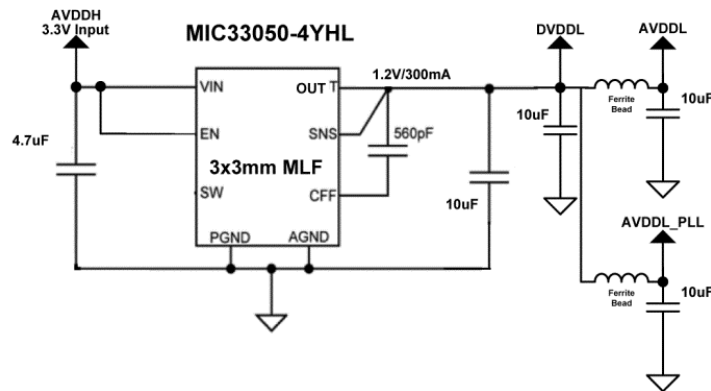 AVDDH
3.3V Input
MIC33050-4YHL
DVDDL
AVDDL
VIN
OUT T
1.2V/300mA
EN
SNS
560pF
10uF
Ferrite
Bead
10uF
4.7uF
3x3mm MLF
SW
CFF
10uF
AVDDL_PLL
PGND
AGND
Ferrite
Bead
10uF